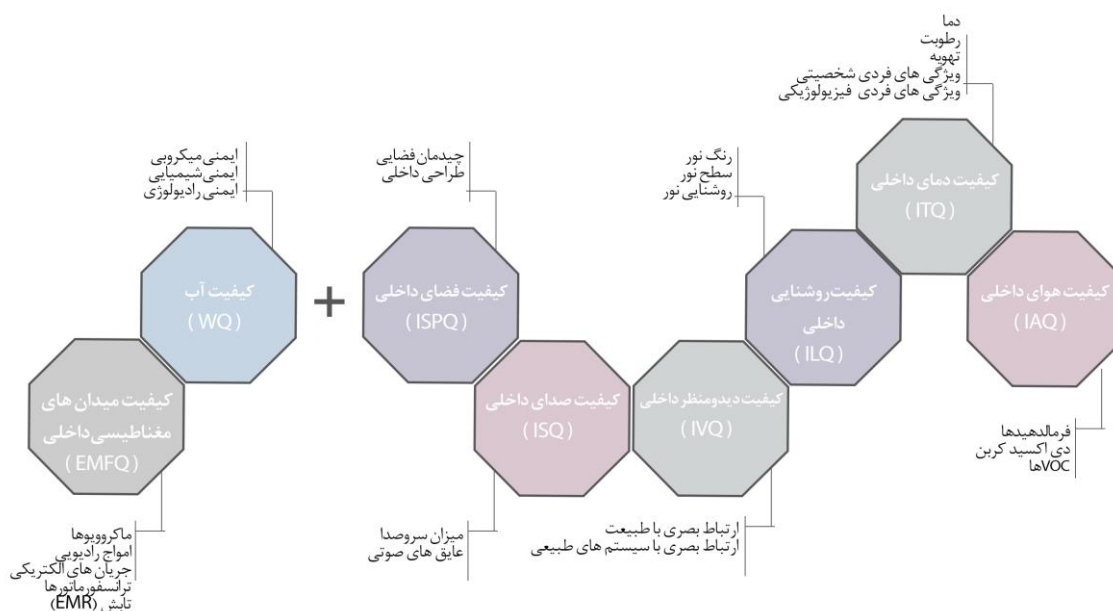 دما
رطوبت
تهویه
ویژگی های فردی شخصیتی
ویژگی های فردی فیزیولوژیکی
کیفیت هوای داخلی
( IAQ )
فرمالدهیدها
دی اکسید کربن
VOCها
کیفیت دمای داخلی
( ITQ )
رنگ نور
سطح نور
روشنایی نور
کیفیت روشنایی
داخلی
( ILQ )
کیفیت دیدومنظر داخلی
( IVQ )
ارتباط بصری با طبیعت
ارتباط بصری با سیستم های طبیعی
کیفیت صدای داخلی
( ISQ )
میزان سروصدا
عایق های صوتی
چیدمان فضایی
طراحی داخلی
کیفیت فضای داخلی
( ISPQ )
+
ایمنی میکروبی
ایمنی شیمیایی
ایمنی رادیولوژی
کیفیت آب
( WQ )
کیفیت میدان های
مغناطیسی داخلی
( EMFQ )
ماکروویوها
امواج رادیویی
جریان های الکتریکی
ترانسفورماتورها
تابش (EMR)